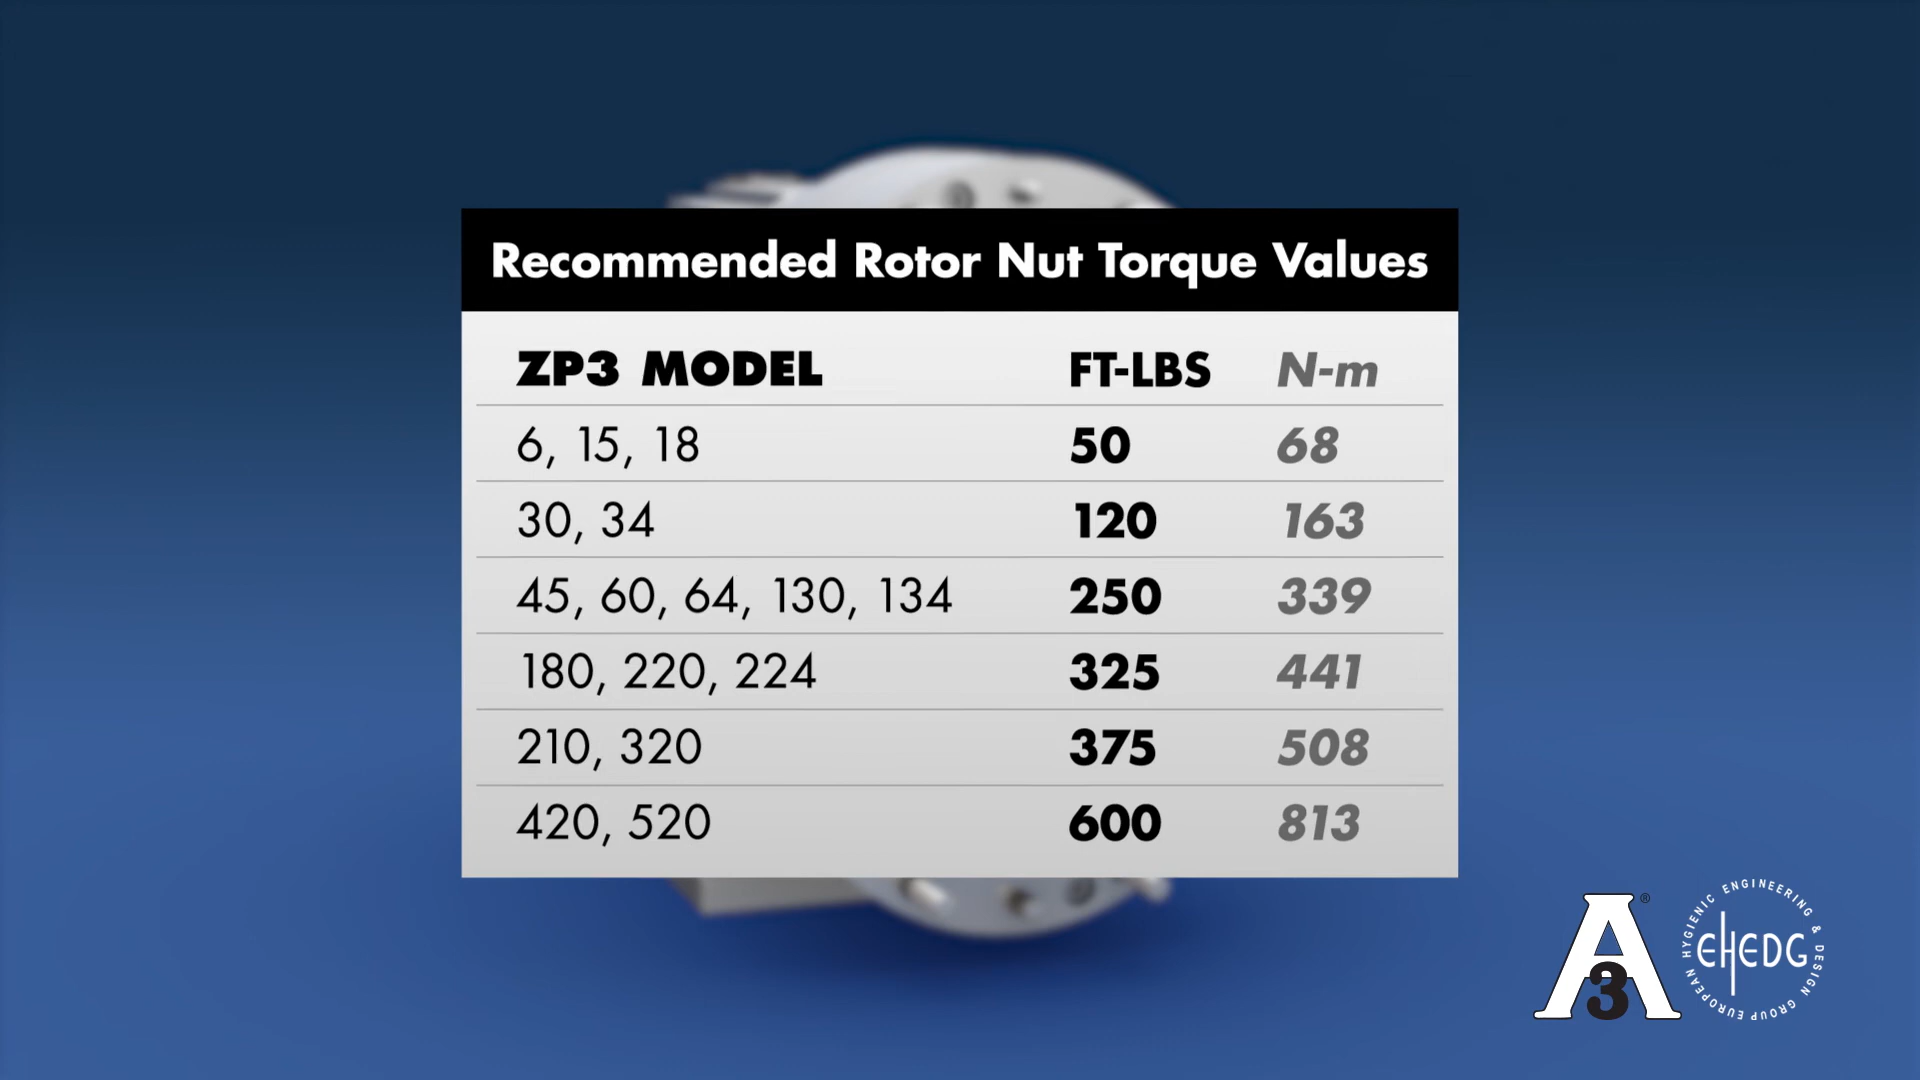 Recommended Rotor Nut Torque Values
ZP3 MODEL FT-LBS N-m
6, 15, 18 50 68
30, 34 120 163
45, 60, 64, 130, 134 250 339
180, 220, 224 325 441
210, 320 375 508
420, 520 600 813
A3®
EHEDG
EUROPEAN HYGIENIC ENGINEERING & DESIGN GROUP